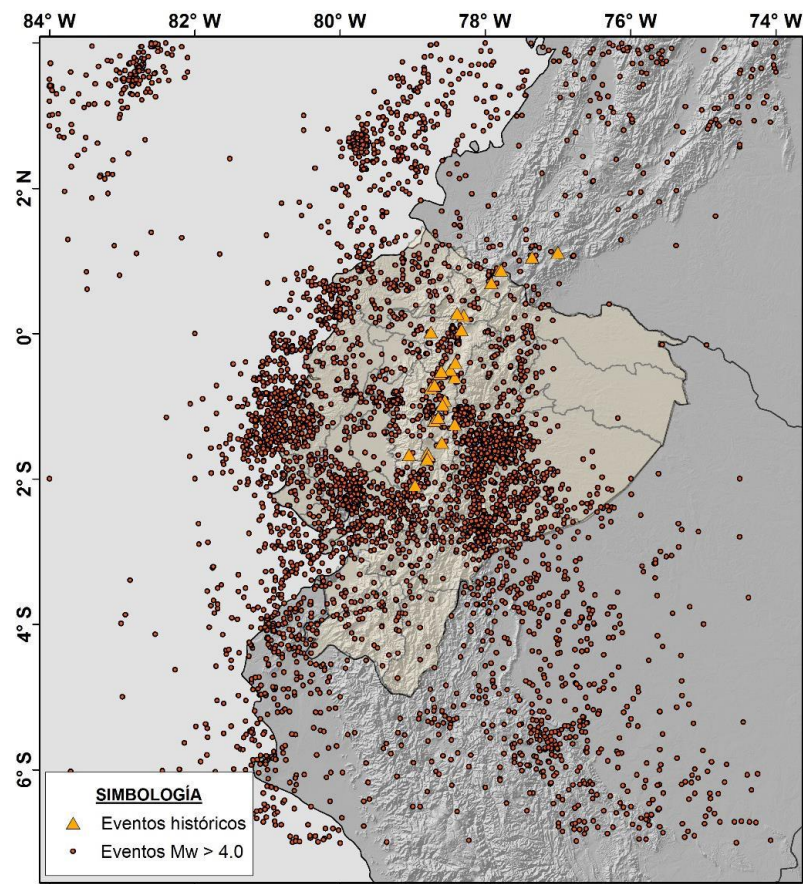 84° W 82° W 80° W 78° W 76° W 74° W
2° N
0°
2° S
4° S
6° S
SIMBOLOGÍA
Eventos históricos
Eventos Mw > 4.0